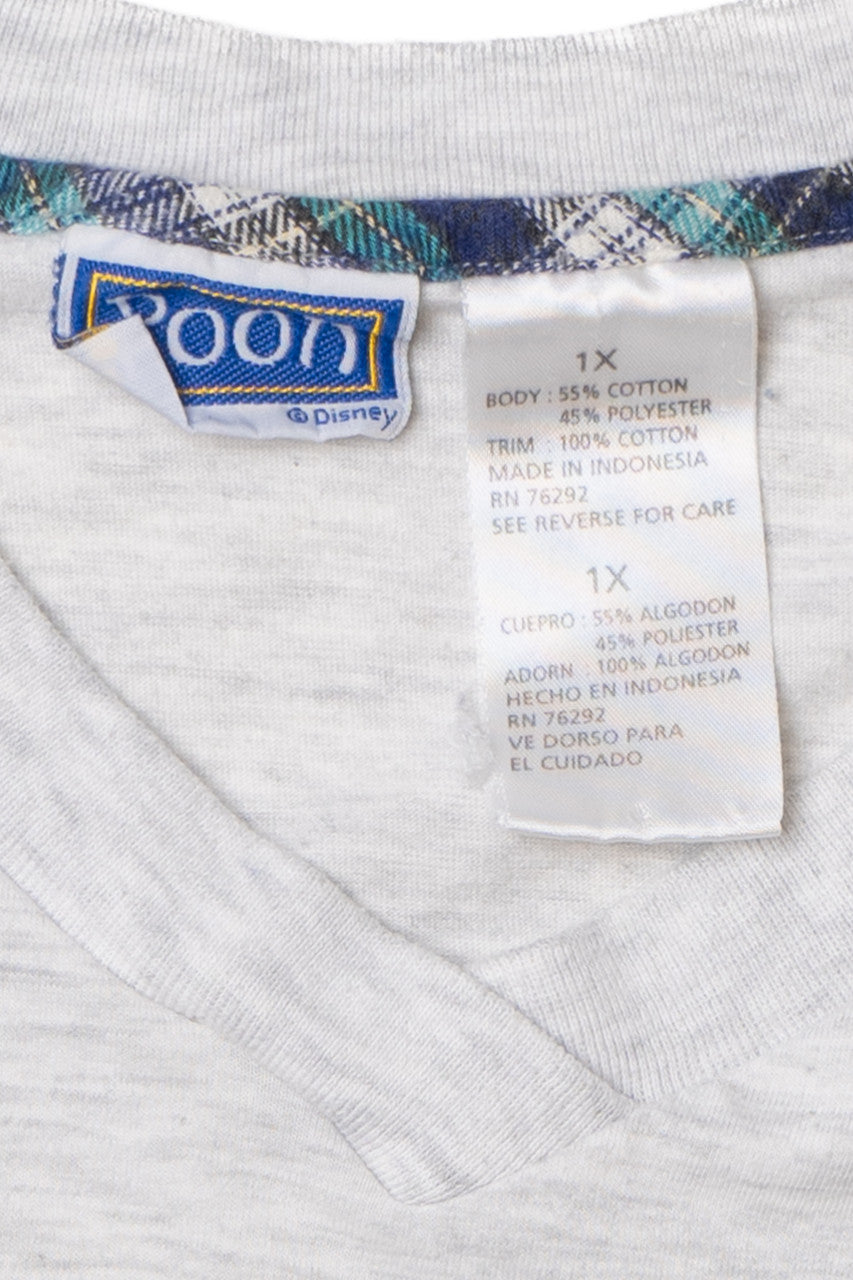 Pooh
© Disney
1X
BODY : 55% COTTON
45% POLYESTER
TRIM : 100% COTTON
MADE IN INDONESIA
RN 76292
SEE REVERSE FOR CARE
1X
CUEPRO : 55% ALGODON
45% POLIESTER
ADORN : 100% ALGODON
HECHO EN INDONESIA
RN 76292
VE DORSO PARA
EL CUIDADO